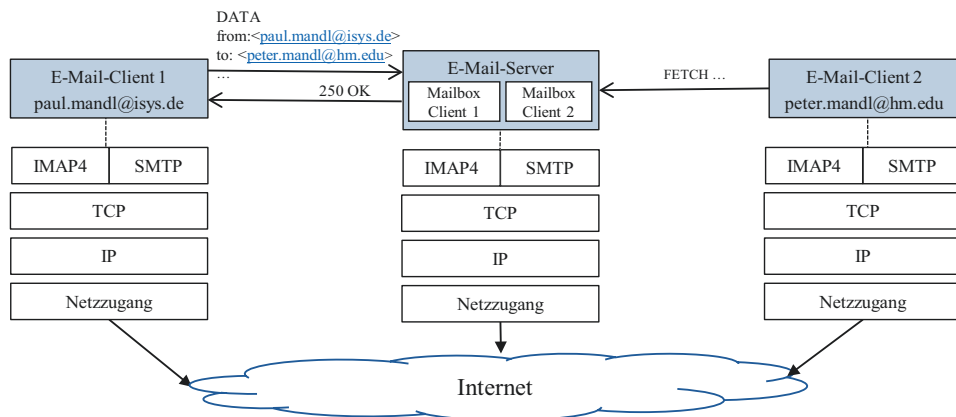 DATA
from:<paul.mandl@isys.de>
to: <peter.mandl@hm.edu>
…
E-Mail-Client 1
paul.mandl@isys.de
250 OK
E-Mail-Server
Mailbox
Client 1
Mailbox
Client 2
FETCH …
E-Mail-Client 2
peter.mandl@hm.edu
IMAP4
SMTP
TCP
IP
Netzzugang
IMAP4
SMTP
TCP
IP
Netzzugang
IMAP4
SMTP
TCP
IP
Netzzugang
Internet